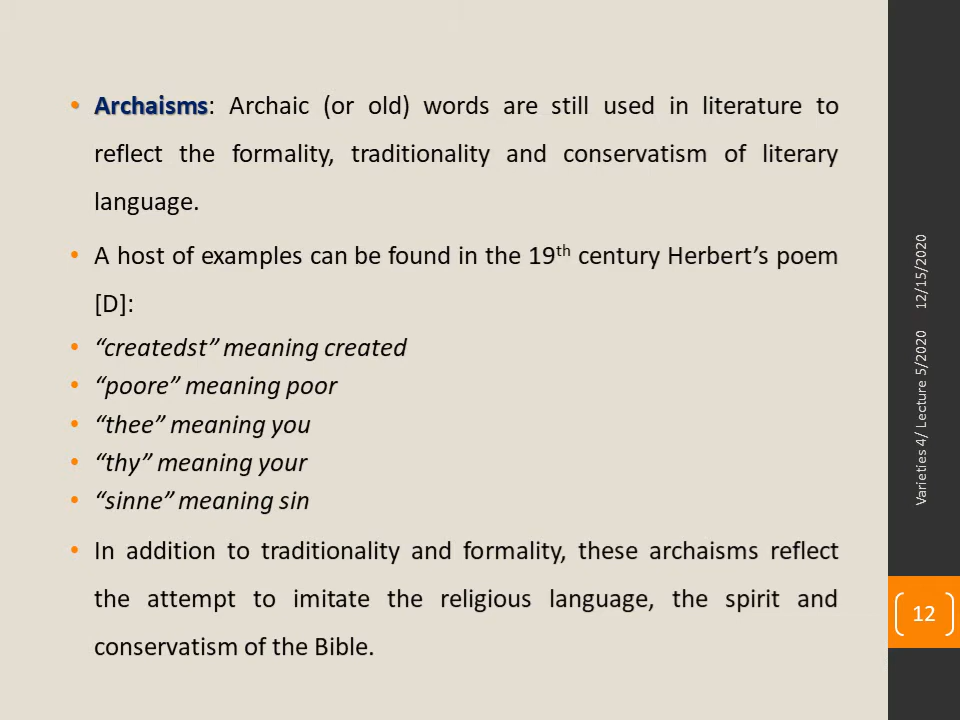 • Archaisms: Archaic (or old) words are still used in literature to
reflect the formality, traditionality and conservatism of literary
language.
• A host of examples can be found in the 19th century Herbert’s poem
[D]:
• “createdst” meaning created
• “poore” meaning poor
• “thee” meaning you
• “thy” meaning your
• “sinne” meaning sin
• In addition to traditionality and formality, these archaisms reflect
the attempt to imitate the religious language, the spirit and
conservatism of the Bible.
Varieties 4/ Lecture 5/2020 12/15/2020
12